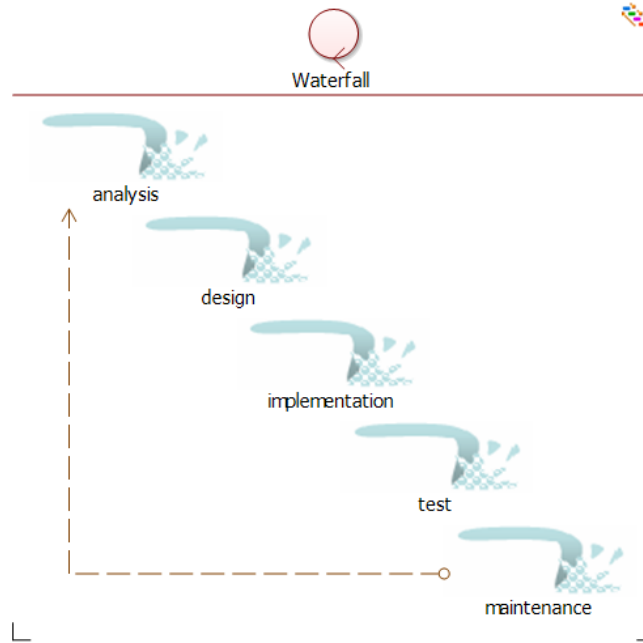 Waterfall
analysis
design
implementation
test
maintenance